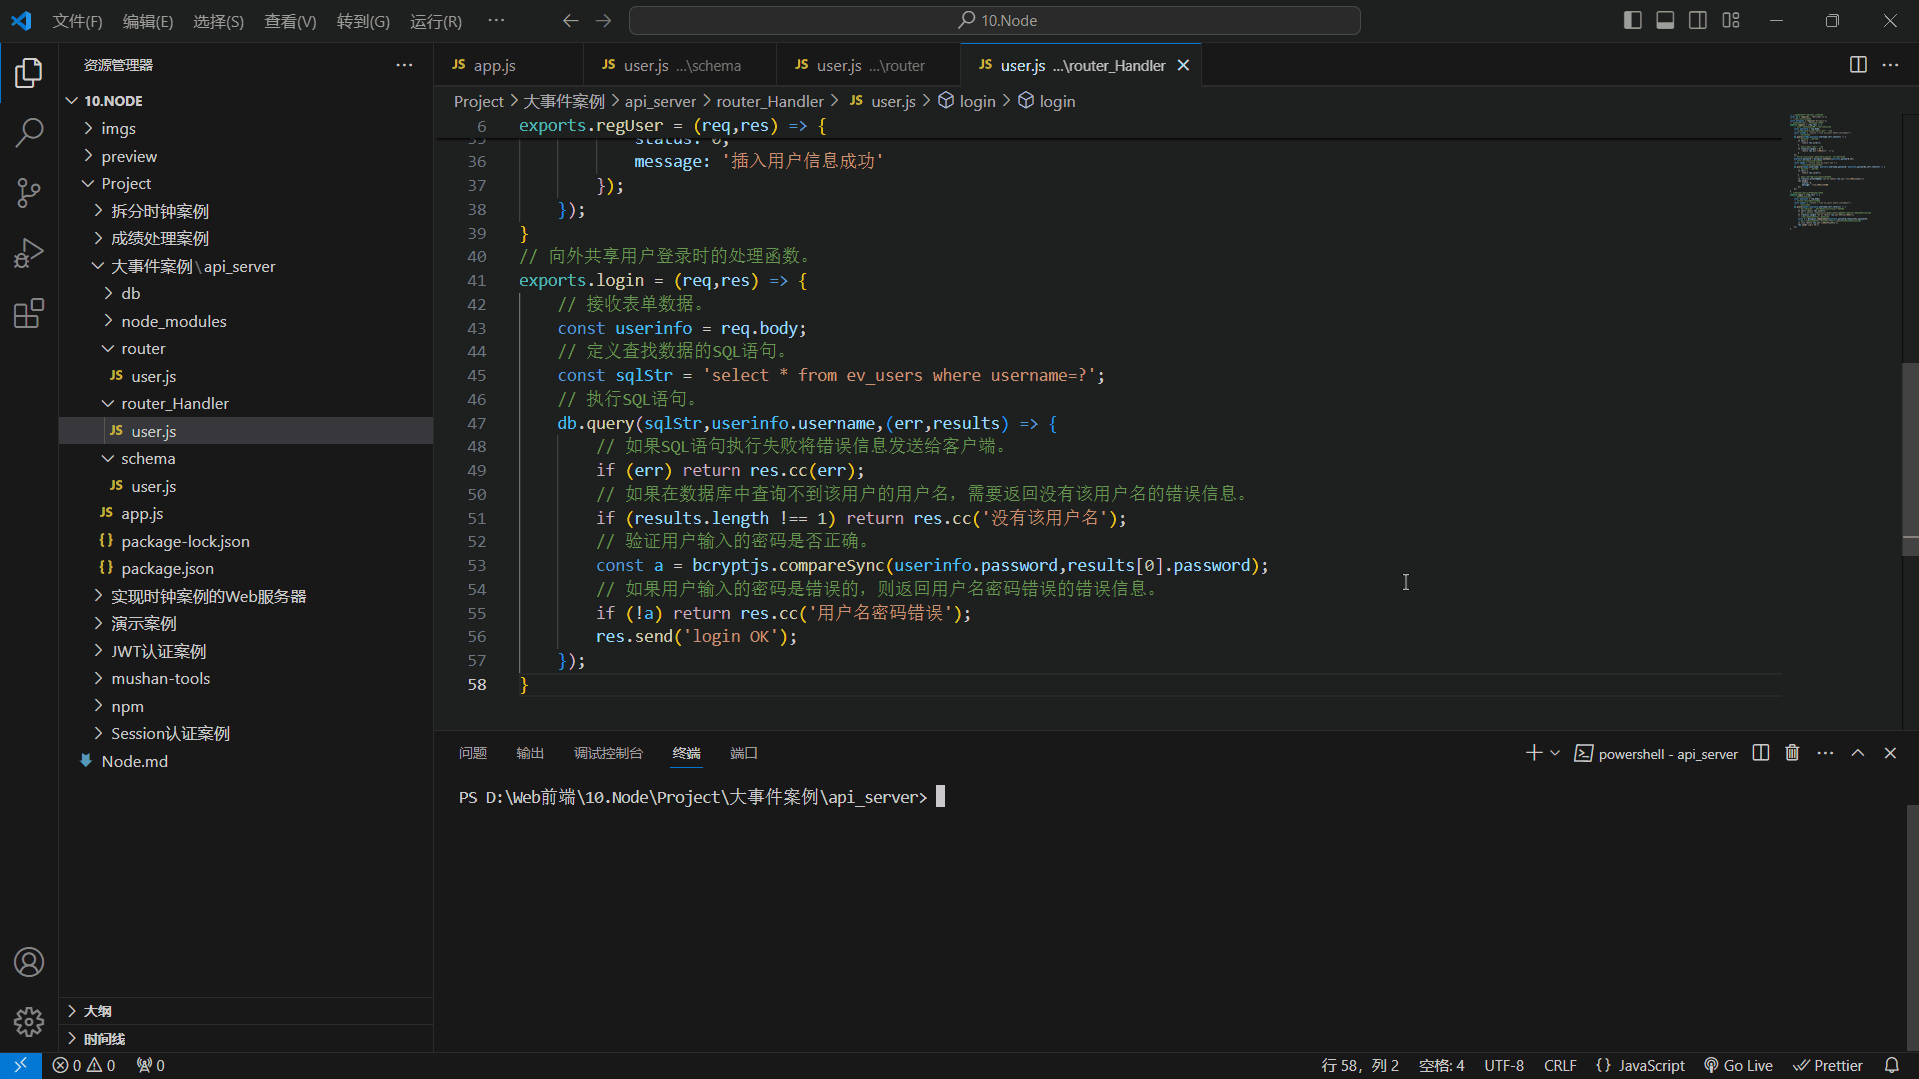 文件(F) 编辑(E) 选择(S) 查看(V) 转到(G) 运行(R) ··· 10.Node
资源管理器
10.NODE
imgs
preview
Project
拆分时钟案例
成绩处理案例
大事件案例\api_server
db
node_modules
router
JS user.js
router_Handler
JS user.js
schema
JS user.js
JS app.js
{} package-lock.json
{} package.json
实现时钟案例的Web服务器
演示案例
JWT认证案例
mushan-tools
npm
Session认证案例
Node.md
大纲
时间线
JS app.js JS user.js ...\schema JS user.js ...\router JS user.js ...\router_Handler
Project > 大事件案例 > api_server > router_Handler > JS user.js > login > login
6 exports.regUser = (req,res) => {
35 status: 0,
36 message: '插入用户信息成功'
37 });
38 });
39 }
40 // 向外共享用户登录时的处理函数。
41 exports.login = (req,res) => {
42 // 接收表单数据。
43 const userinfo = req.body;
44 // 定义查找数据的SQL语句。
45 const sqlStr = 'select * from ev_users where username=?';
46 // 执行SQL语句。
47 db.query(sqlStr,userinfo.username,(err,results) => {
48 // 如果SQL语句执行失败将错误信息发送给客户端。
49 if (err) return res.cc(err);
50 // 如果在数据库中查询不到该用户的用户名，需要返回没有该用户名的错误信息。
51 if (results.length !== 1) return res.cc('没有该用户名');
52 // 验证用户输入的密码是否正确。
53 const a = bcryptjs.compareSync(userinfo.password,results[0].password);
54 // 如果用户输入的密码是错误的，则返回用户名密码错误的错误信息。
55 if (!a) return res.cc('用户名密码错误');
56 res.send('login OK');
57 });
58 }
问题 输出 调试控制台 终端 端口 powershell - api_server
PS D:\Web前端\10.Node\Project\大事件案例\api_server>
0 0 0 行 58，列 2 空格: 4 UTF-8 CRLF {} JavaScript Go Live Prettier